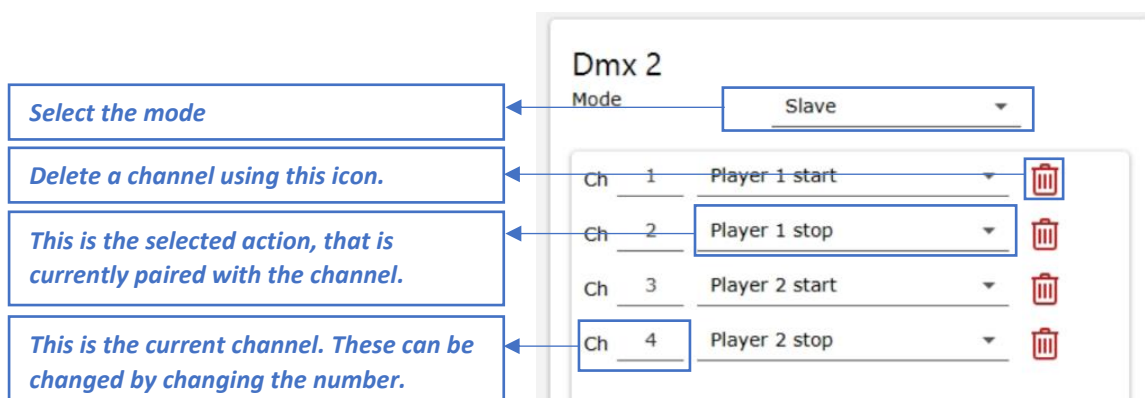 Dmx 2
Mode
Slave
Select the mode
Delete a channel using this icon.
Ch 1 Player 1 start
This is the selected action, that is
currently paired with the channel.
Ch 2 Player 1 stop
Ch 3 Player 2 start
This is the current channel. These can be
changed by changing the number.
Ch 4 Player 2 stop